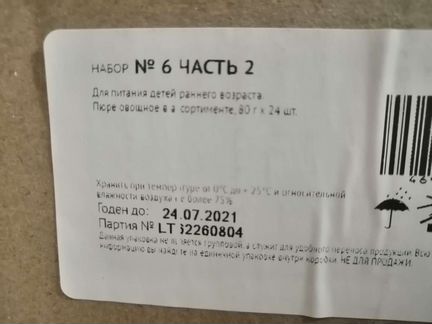 НАБОР № 6 ЧАСТЬ 2
Для питания детей раннего возраста.
Пюре овощное в а сортименте, 80 г х 24 шт.
Хранить при темпер туре от 0°С до + 25°С и относительной
влажности воздуха не более 75%
Годен до: 24.07.2021
Партия № LT 32260804
Данная упаковка не является групповой, а служит для удобного переноса продукции. Всю
информацию вы найдете на единичной упаковке внутри коробки. НЕ ДЛЯ ПРОДАЖИ.